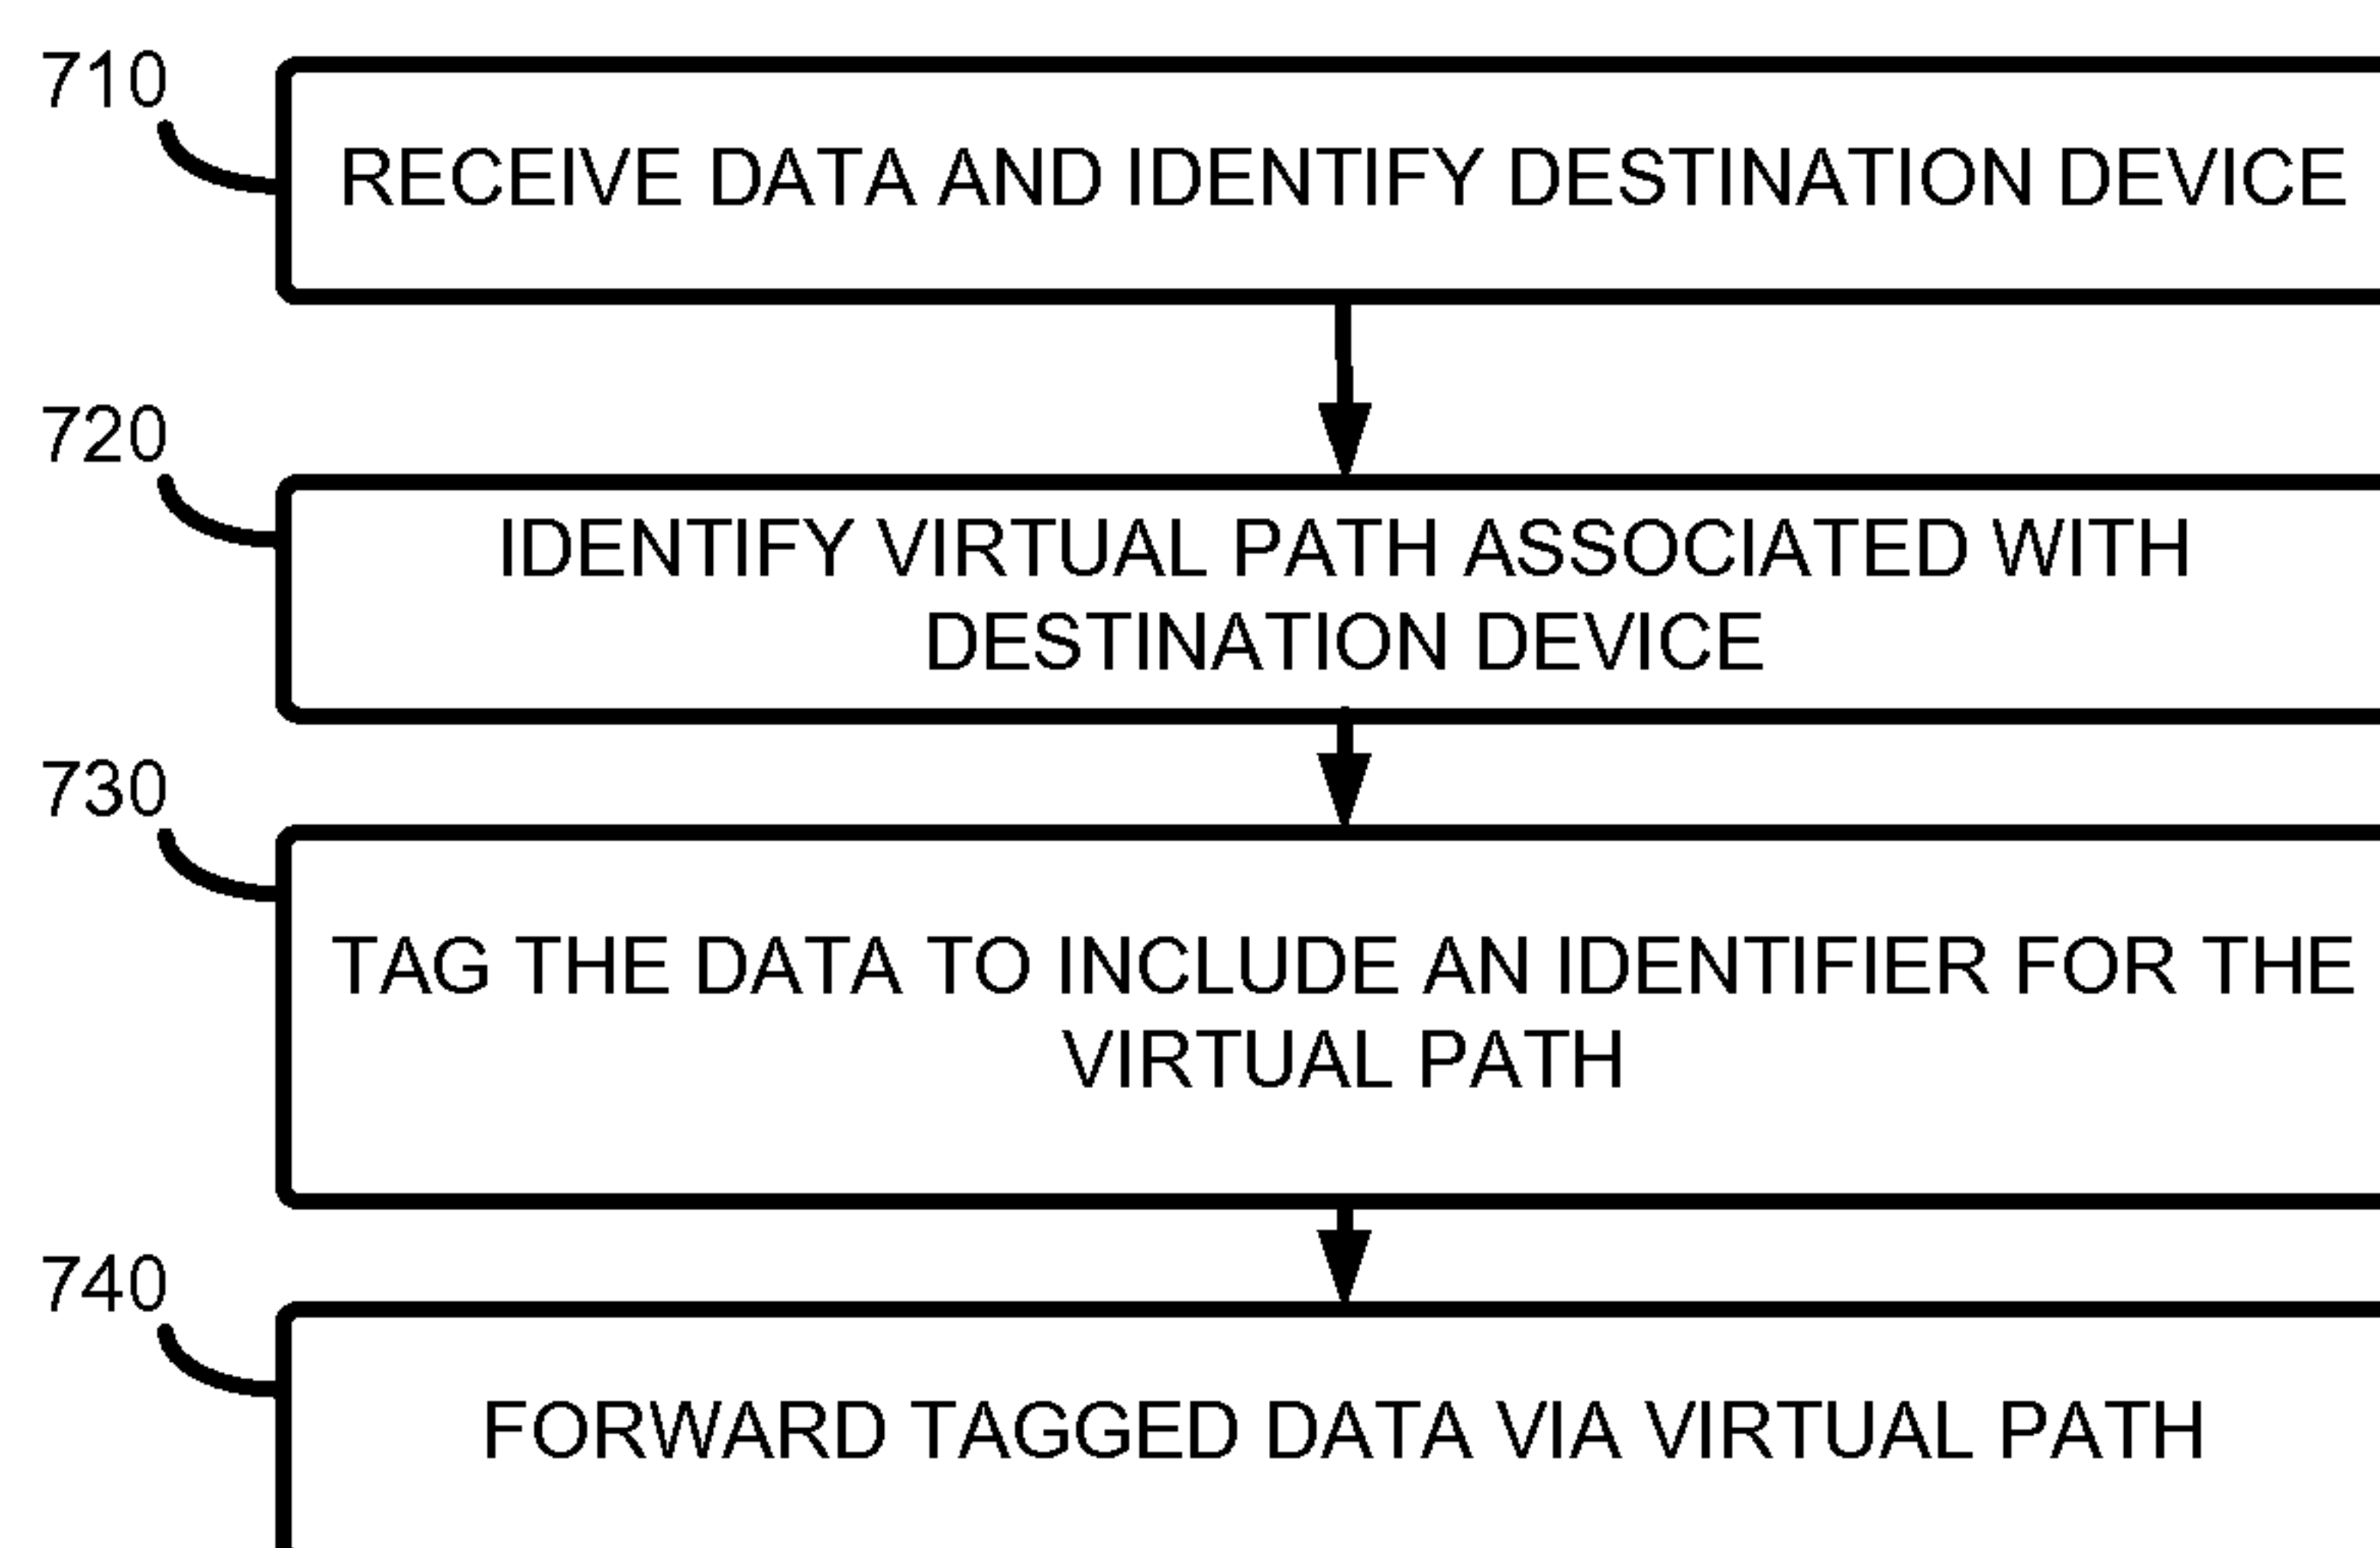 710
RECEIVE DATA AND IDENTIFY DESTINATION DEVICE
720
IDENTIFY VIRTUAL PATH ASSOCIATED WITH
DESTINATION DEVICE
730
TAG THE DATA TO INCLUDE AN IDENTIFIER FOR THE
VIRTUAL PATH
740
FORWARD TAGGED DATA VIA VIRTUAL PATH